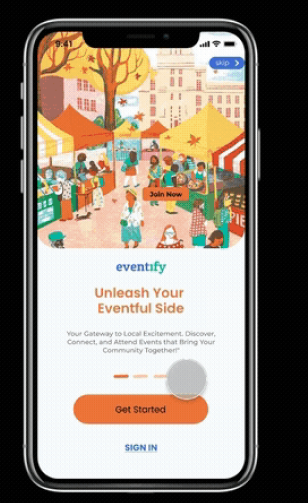 9:41
skip
Join Now
PIE
eventify
Unleash Your
Eventful Side
Your Gateway to Local Excitement. Discover,
Connect, and Attend Events that Bring Your
Community Together!"
Get Started
SIGN IN